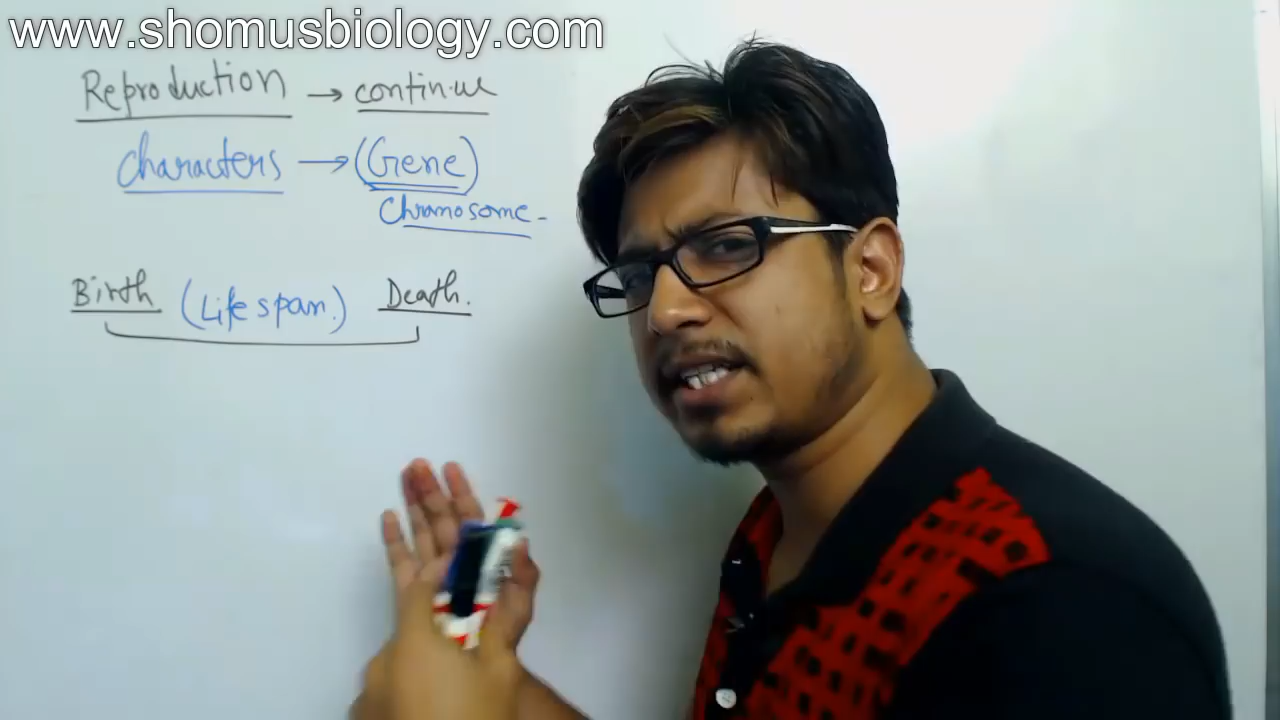 www.shomusbiology.com
Reproduction → continue
characters → (Gene)
Chromosome -
Birth (Life span.) Death.